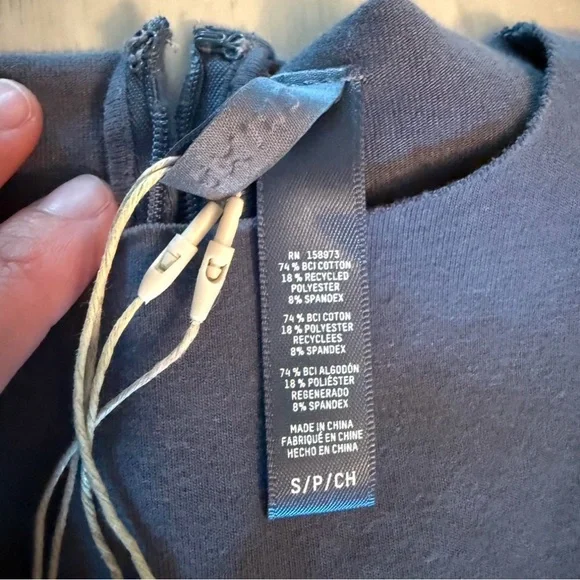 RN 158973
74% BCI COTTON
18% RECYCLED
POLYESTER
8% SPANDEX
74% BCI COTON
18% POLYESTER
RECYCLEES
8% SPANDEX
74% BCI ALGODÓN
18% POLIÉSTER
REGENERADO
8% SPANDEX
MADE IN CHINA
FABRIQUÉ EN CHINE
HECHO EN CHINA
S/P/CH